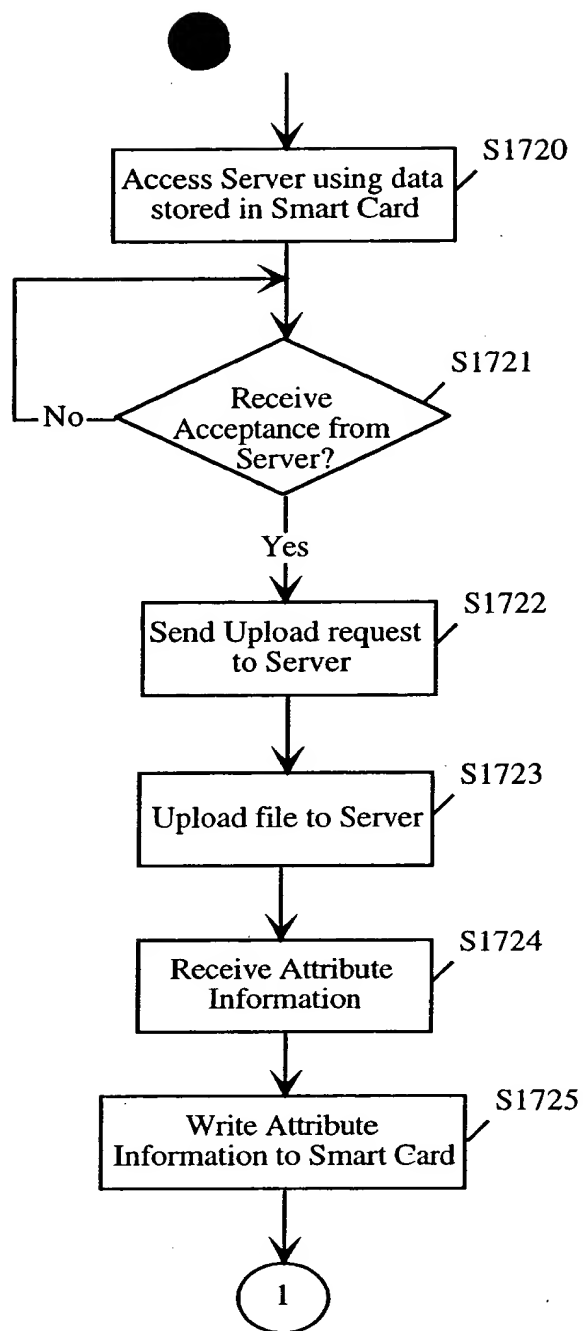 S1720
Access Server using data
stored in Smart Card
S1721
Receive
Acceptance from
Server?
No
Yes
S1722
Send Upload request
to Server
S1723
Upload file to Server
S1724
Receive Attribute
Information
S1725
Write Attribute
Information to Smart Card
1